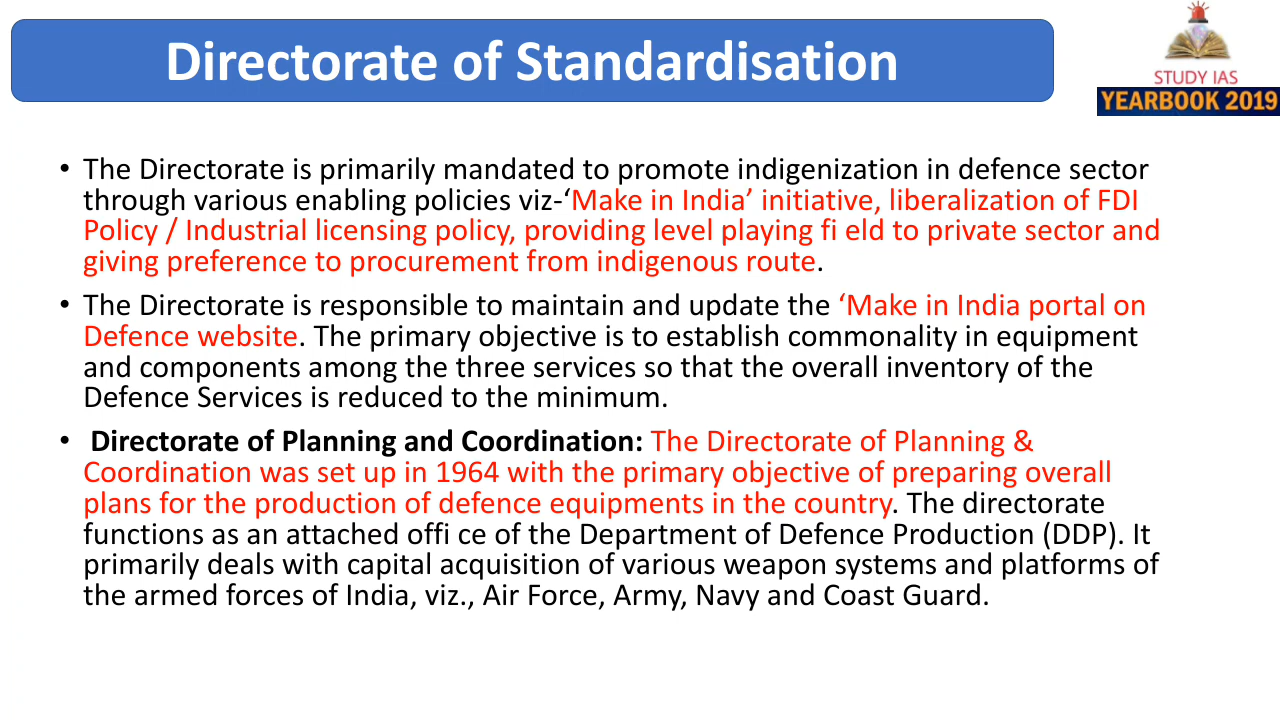 Directorate of Standardisation
STUDY IAS
YEARBOOK 2019
• The Directorate is primarily mandated to promote indigenization in defence sector
through various enabling policies viz-‘Make in India’ initiative, liberalization of FDI
Policy / Industrial licensing policy, providing level playing fi eld to private sector and
giving preference to procurement from indigenous route.
• The Directorate is responsible to maintain and update the ‘Make in India portal on
Defence website. The primary objective is to establish commonality in equipment
and components among the three services so that the overall inventory of the
Defence Services is reduced to the minimum.
• Directorate of Planning and Coordination: The Directorate of Planning &
Coordination was set up in 1964 with the primary objective of preparing overall
plans for the production of defence equipments in the country. The directorate
functions as an attached offi ce of the Department of Defence Production (DDP). It
primarily deals with capital acquisition of various weapon systems and platforms of
the armed forces of India, viz., Air Force, Army, Navy and Coast Guard.